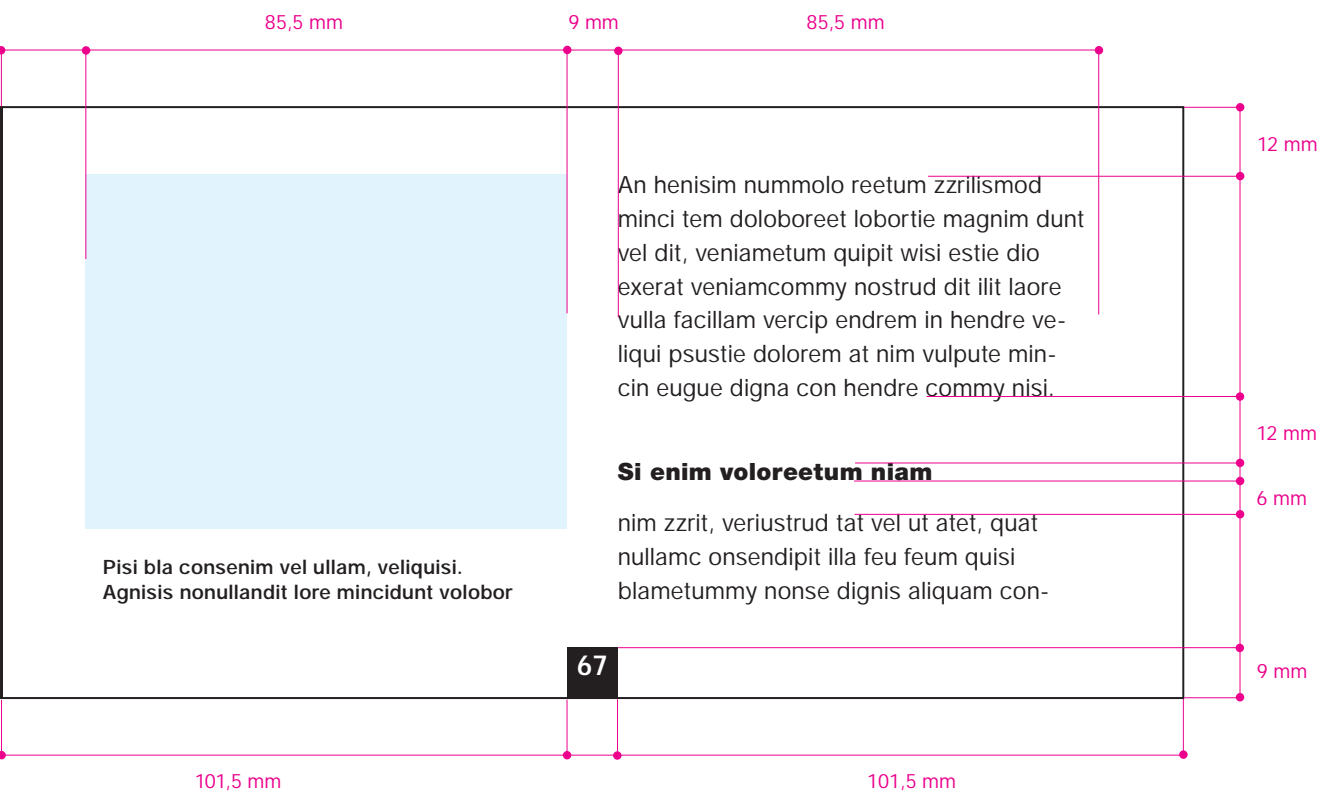 85,5 mm
9 mm
85,5 mm
12 mm
An henisim nummolo reetum zzrilismod
minci tem doloboreet lobortie magnim dunt
vel dit, veniametum quipit wisi estie dio
exerat veniamcommy nostrud dit ilit laore
vulla facillam vercip endrem in hendre ve-
liqui psustie dolorem at nim vulpute min-
cin eugue digna con hendre commy nisi.
12 mm
Si enim voloreetum niam
6 mm
nim zzrit, veriustrud tat vel ut atet, quat
nullamc onsendipit illa feu feum quisi
blametummy nonse dignis aliquam con-
Pisi bla consenim vel ullam, veliquisi.
Agnisis nonullandit lore mincidunt volobor
67
9 mm
101,5 mm
101,5 mm